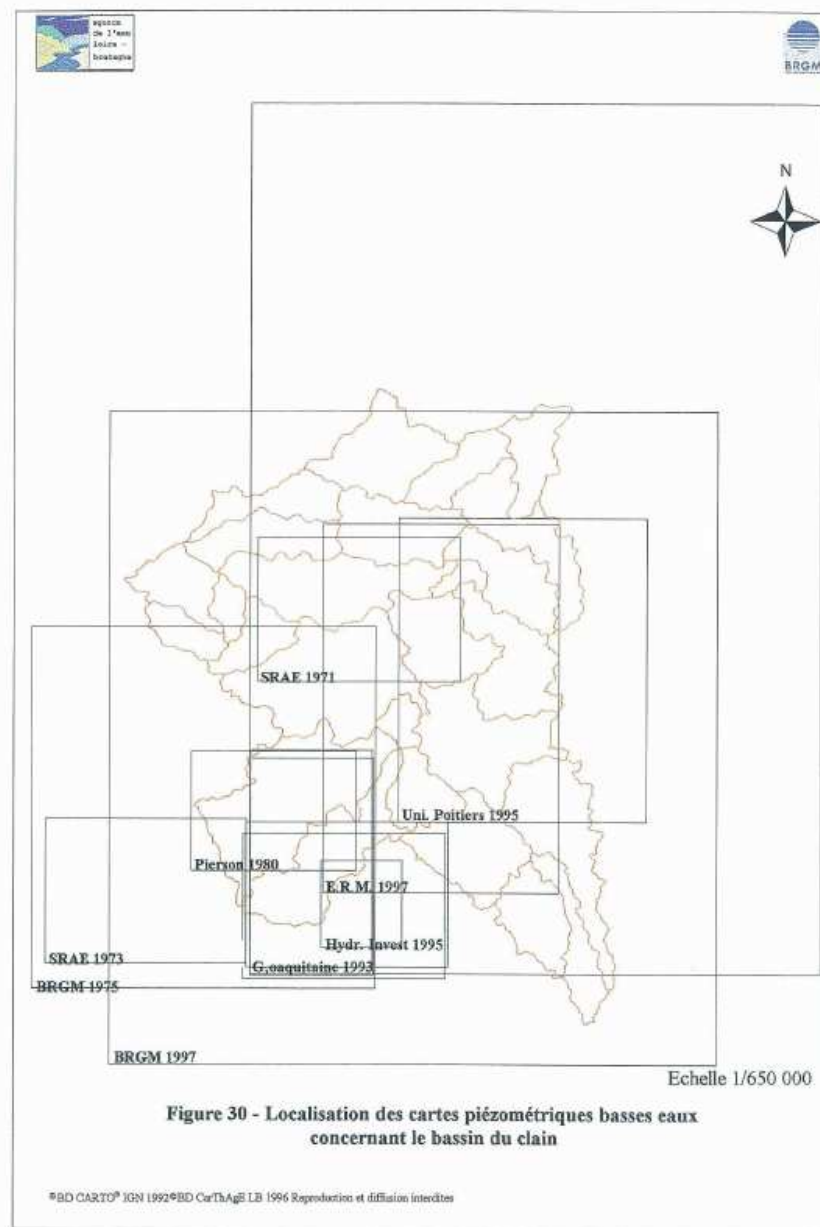 agence
de l'eau
loire -
bretagne
BRGM
N
SRAE 1971
Uni. Poitiers 1995
Pierson 1980
E.R.M. 1997
Hydr. Invest 1995
SRAE 1973
G,oaquitaine 1993
BRGM 1975
BRGM 1997
Echelle 1/650 000
Figure 30 - Localisation des cartes piézométriques basses eaux
concernant le bassin du clain
©BD CARTO® IGN 1992©BD CarThAgE LB 1996 Reproduction et diffusion interdites